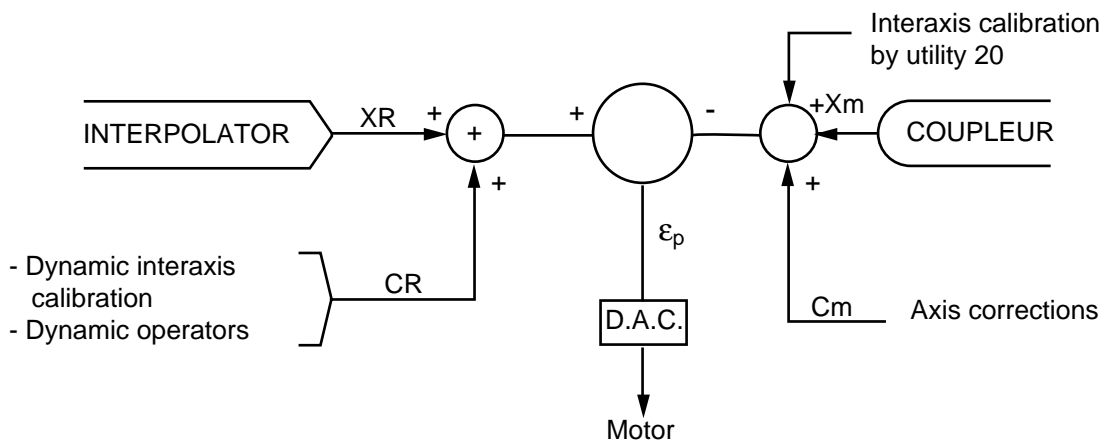 Interaxis calibration
by utility 20
INTERPOLATOR
XR
+
+
+
+
-
+Xm
COUPLEUR
+
+
εp
- Dynamic interaxis
calibration
- Dynamic operators
CR
D.A.C.
Cm
Axis corrections
Motor